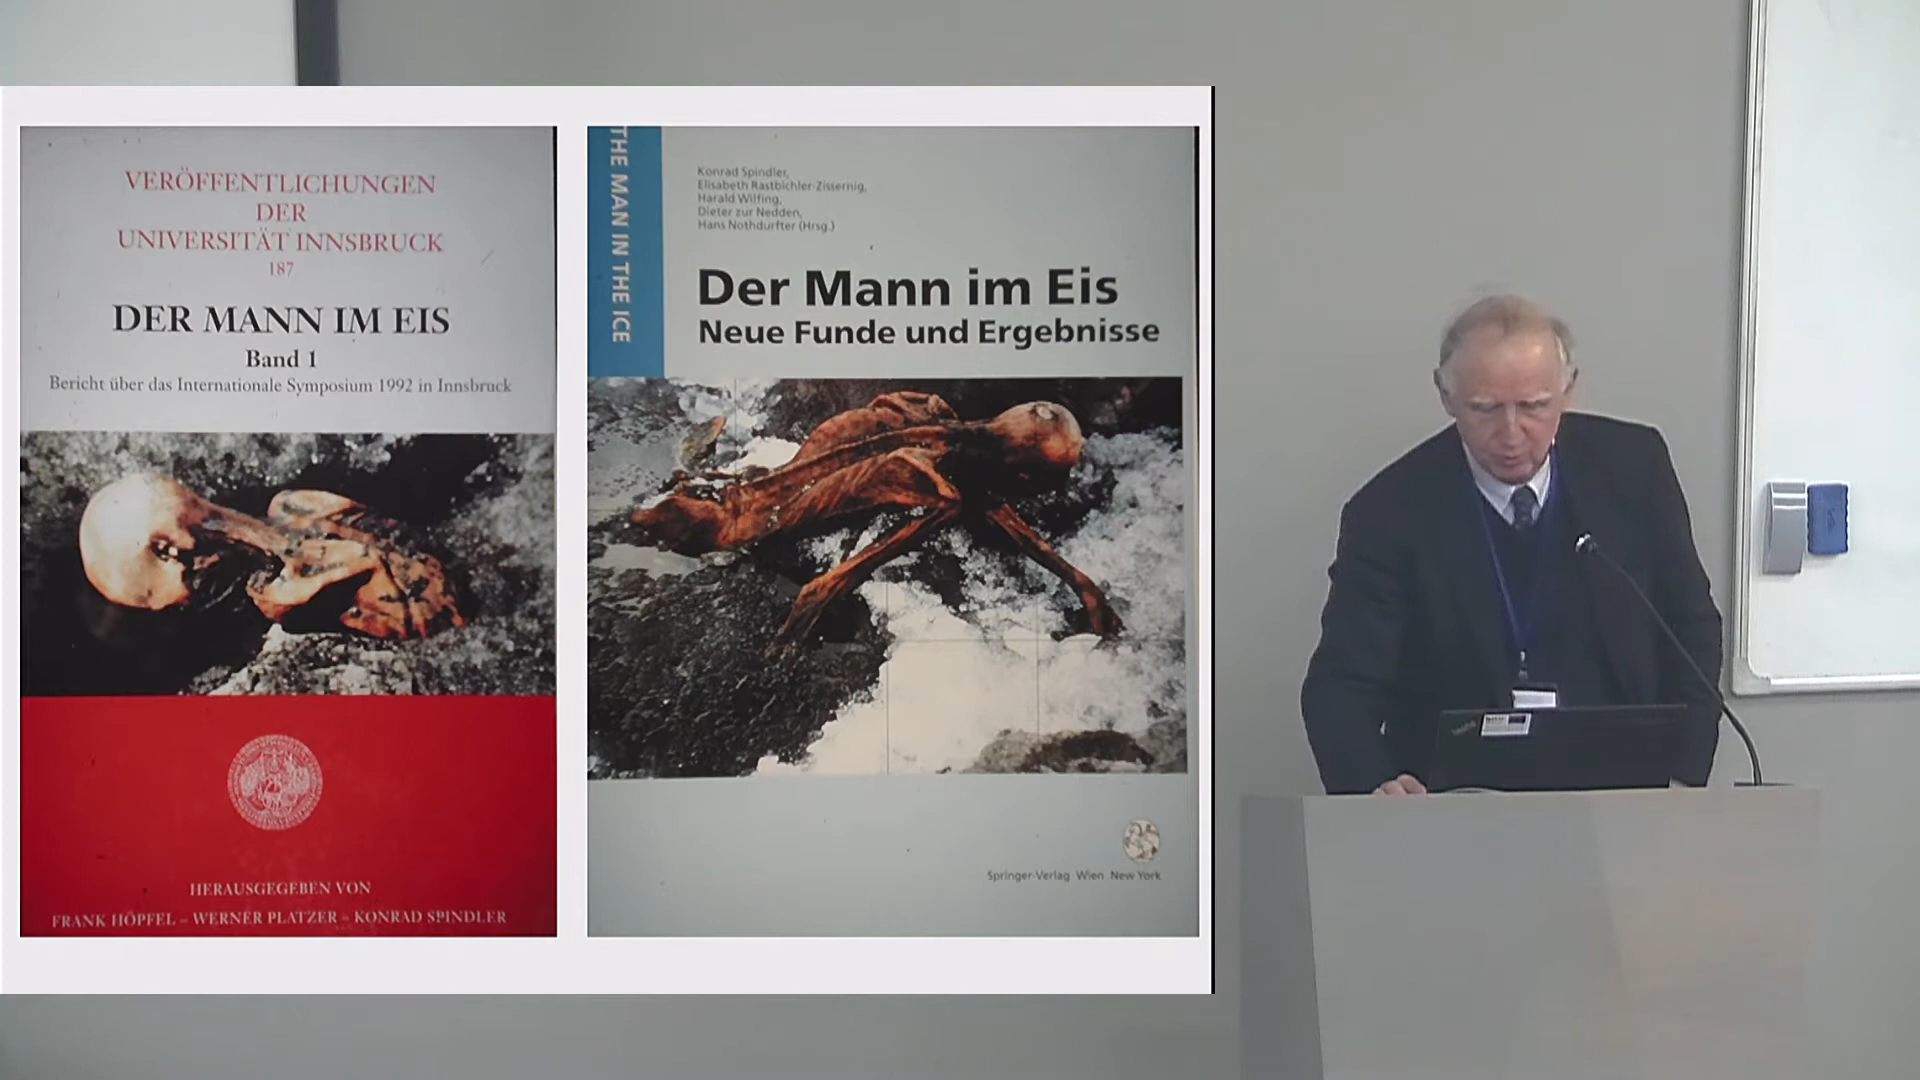 VERÖFFENTLICHUNGEN
DER
UNIVERSITÄT INNSBRUCK
187
DER MANN IM EIS
Band 1
Bericht über das Internationale Symposium 1992 in Innsbruck
HERAUSGEGEBEN VON
FRANK HÖPFEL – WERNER PLATZER – KONRAD SPINDLER
THE MAN IN THE ICE
Konrad Spindler,
Elisabeth Rastbichler-Zissernig,
Harald Wilfing,
Dieter zur Nedden,
Hans Nothdurfter (Hrsg.)
Der Mann im Eis
Neue Funde und Ergebnisse
Springer-Verlag Wien New York